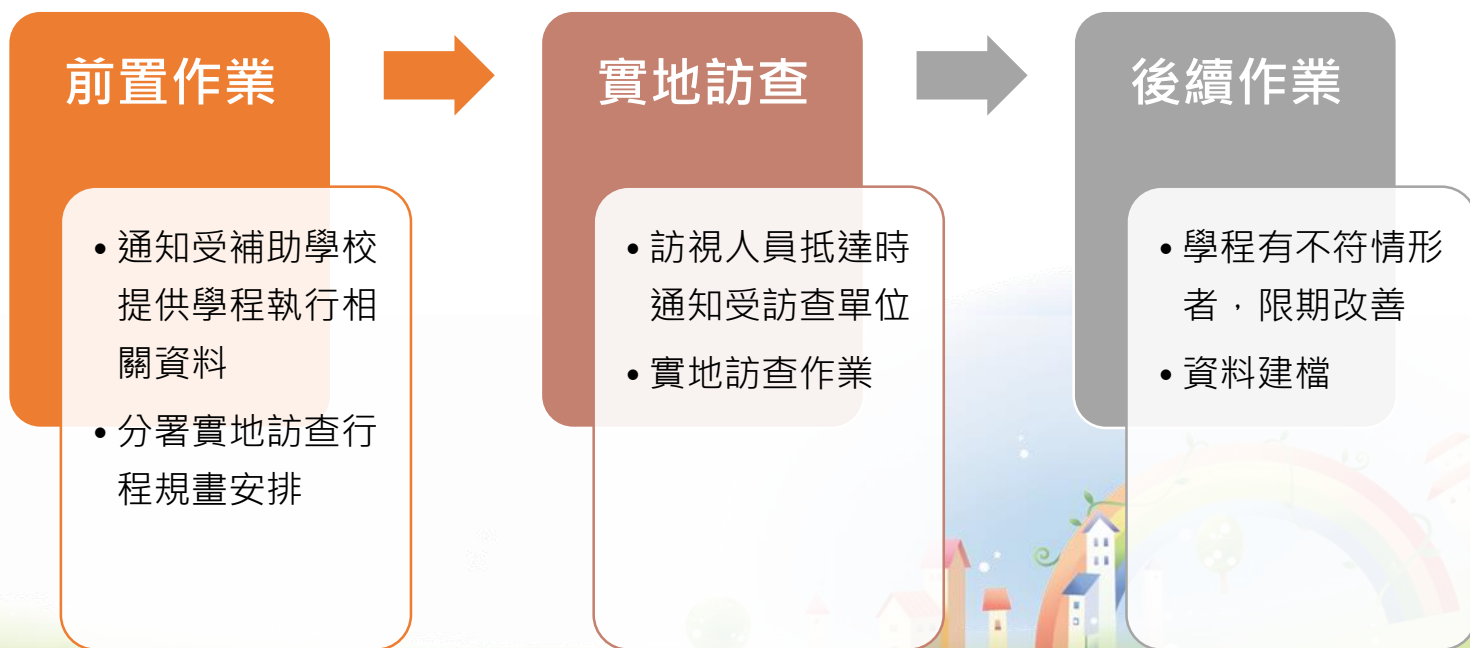 前置作業
• 通知受補助學校
提供學程執行相
關資料
• 分署實地訪查行
程規畫安排
實地訪查
• 訪視人員抵達時
通知受訪查單位
• 實地訪查作業
後續作業
• 學程有不符情形
者，限期改善
• 資料建檔